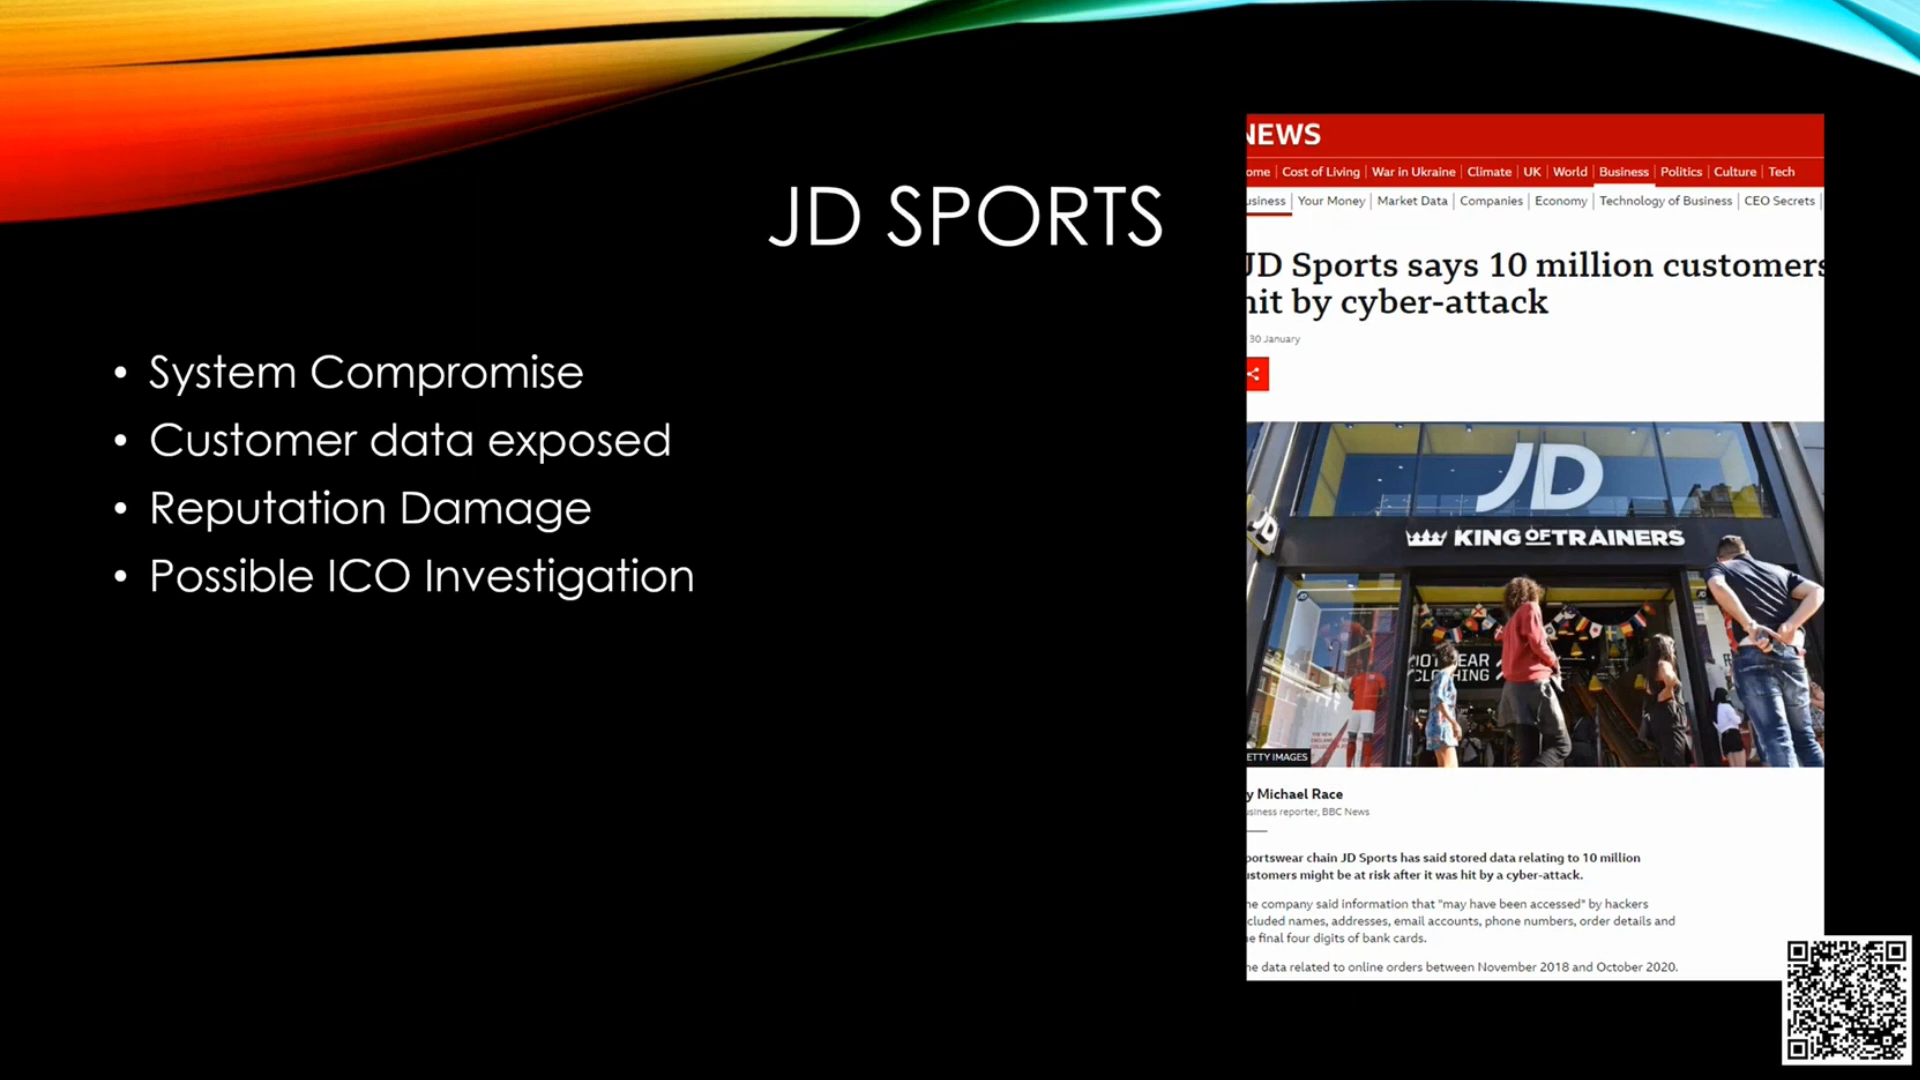 JD SPORTS
• System Compromise
• Customer data exposed
• Reputation Damage
• Possible ICO Investigation
NEWS
ome | Cost of Living | War in Ukraine | Climate | UK | World | Business | Politics | Culture | Tech
usiness | Your Money | Market Data | Companies | Economy | Technology of Business | CEO Secrets |
JD Sports says 10 million customers
hit by cyber-attack
30 January
JD
JD
KING OF TRAINERS
ETTY IMAGES
y Michael Race
usiness reporter, BBC News
portswear chain JD Sports has said stored data relating to 10 million
ustomers might be at risk after it was hit by a cyber-attack.
he company said information that "may have been accessed" by hackers
cluded names, addresses, email accounts, phone numbers, order details and
e final four digits of bank cards.
he data related to online orders between November 2018 and October 2020.